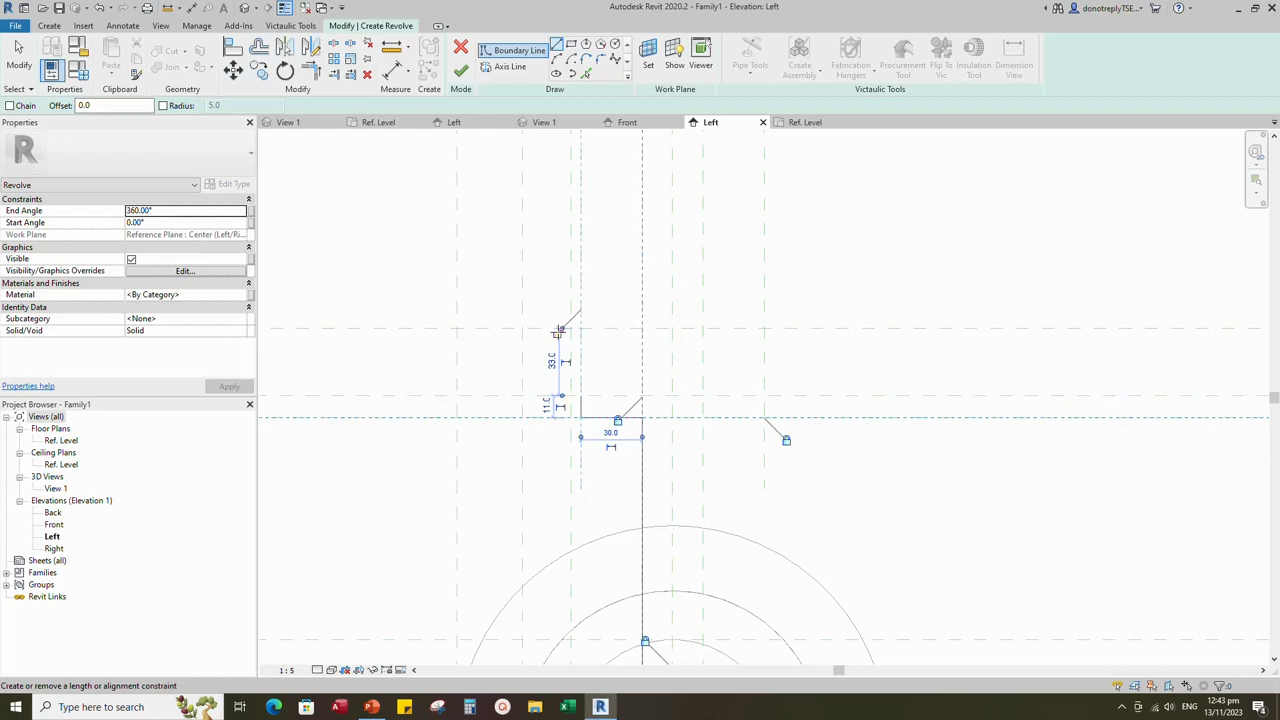 Autodesk Revit 2020.2 - Family1 - Elevation: Left
donotreplyTSE...
File Create Insert Annotate View Manage Add-Ins Victaulic Tools Modify | Create Revolve
Modify Paste Cut Join Create Boundary Line Axis Line Set Show Viewer Pipe Tools Create Assembly Fabrication Hangers Procurement Tool Flip To Vic Insulation Tool Dimension View
Select Properties Clipboard Geometry Modify Measure Create Mode Draw Work Plane Victaulic Tools
Chain Offset: 0.0 Radius: 5.0
Properties
View 1 Ref. Level Left View 1 Front Left Ref. Level
Revolve Edit Type
Constraints
End Angle 360.00°
Start Angle 0.00°
Work Plane Reference Plane : Center (Left/Ri...
Graphics
Visible
Visibility/Graphics Overrides Edit...
Materials and Finishes
Material <By Category>
Identity Data
Subcategory <None>
Solid/Void Solid
Properties help Apply
Project Browser - Family1
Views (all)
Floor Plans
Ref. Level
Ceiling Plans
Ref. Level
3D Views
View 1
Elevations (Elevation 1)
Back
Front
Left
Right
Sheets (all)
Families
Groups
Revit Links
33.0
11.0
30.0
1 : 5
Create or remove a length or alignment constraint
:0
Type here to search
ENG
12:43 pm
13/11/2023